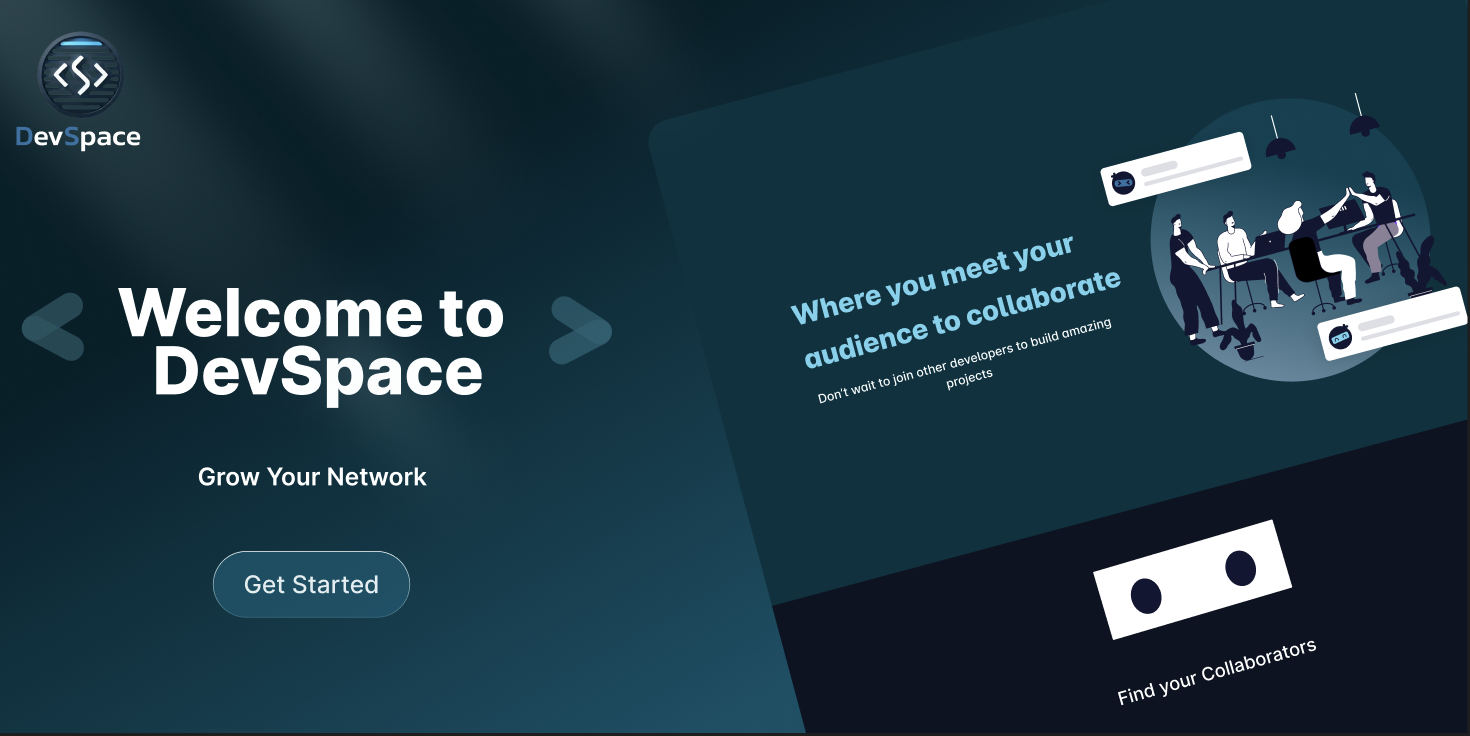 DevSpace
Welcome to
DevSpace
Grow Your Network
Get Started
Where you meet your
audience to collaborate
Don't wait to join other developers to build amazing
projects
Find your Collaborators